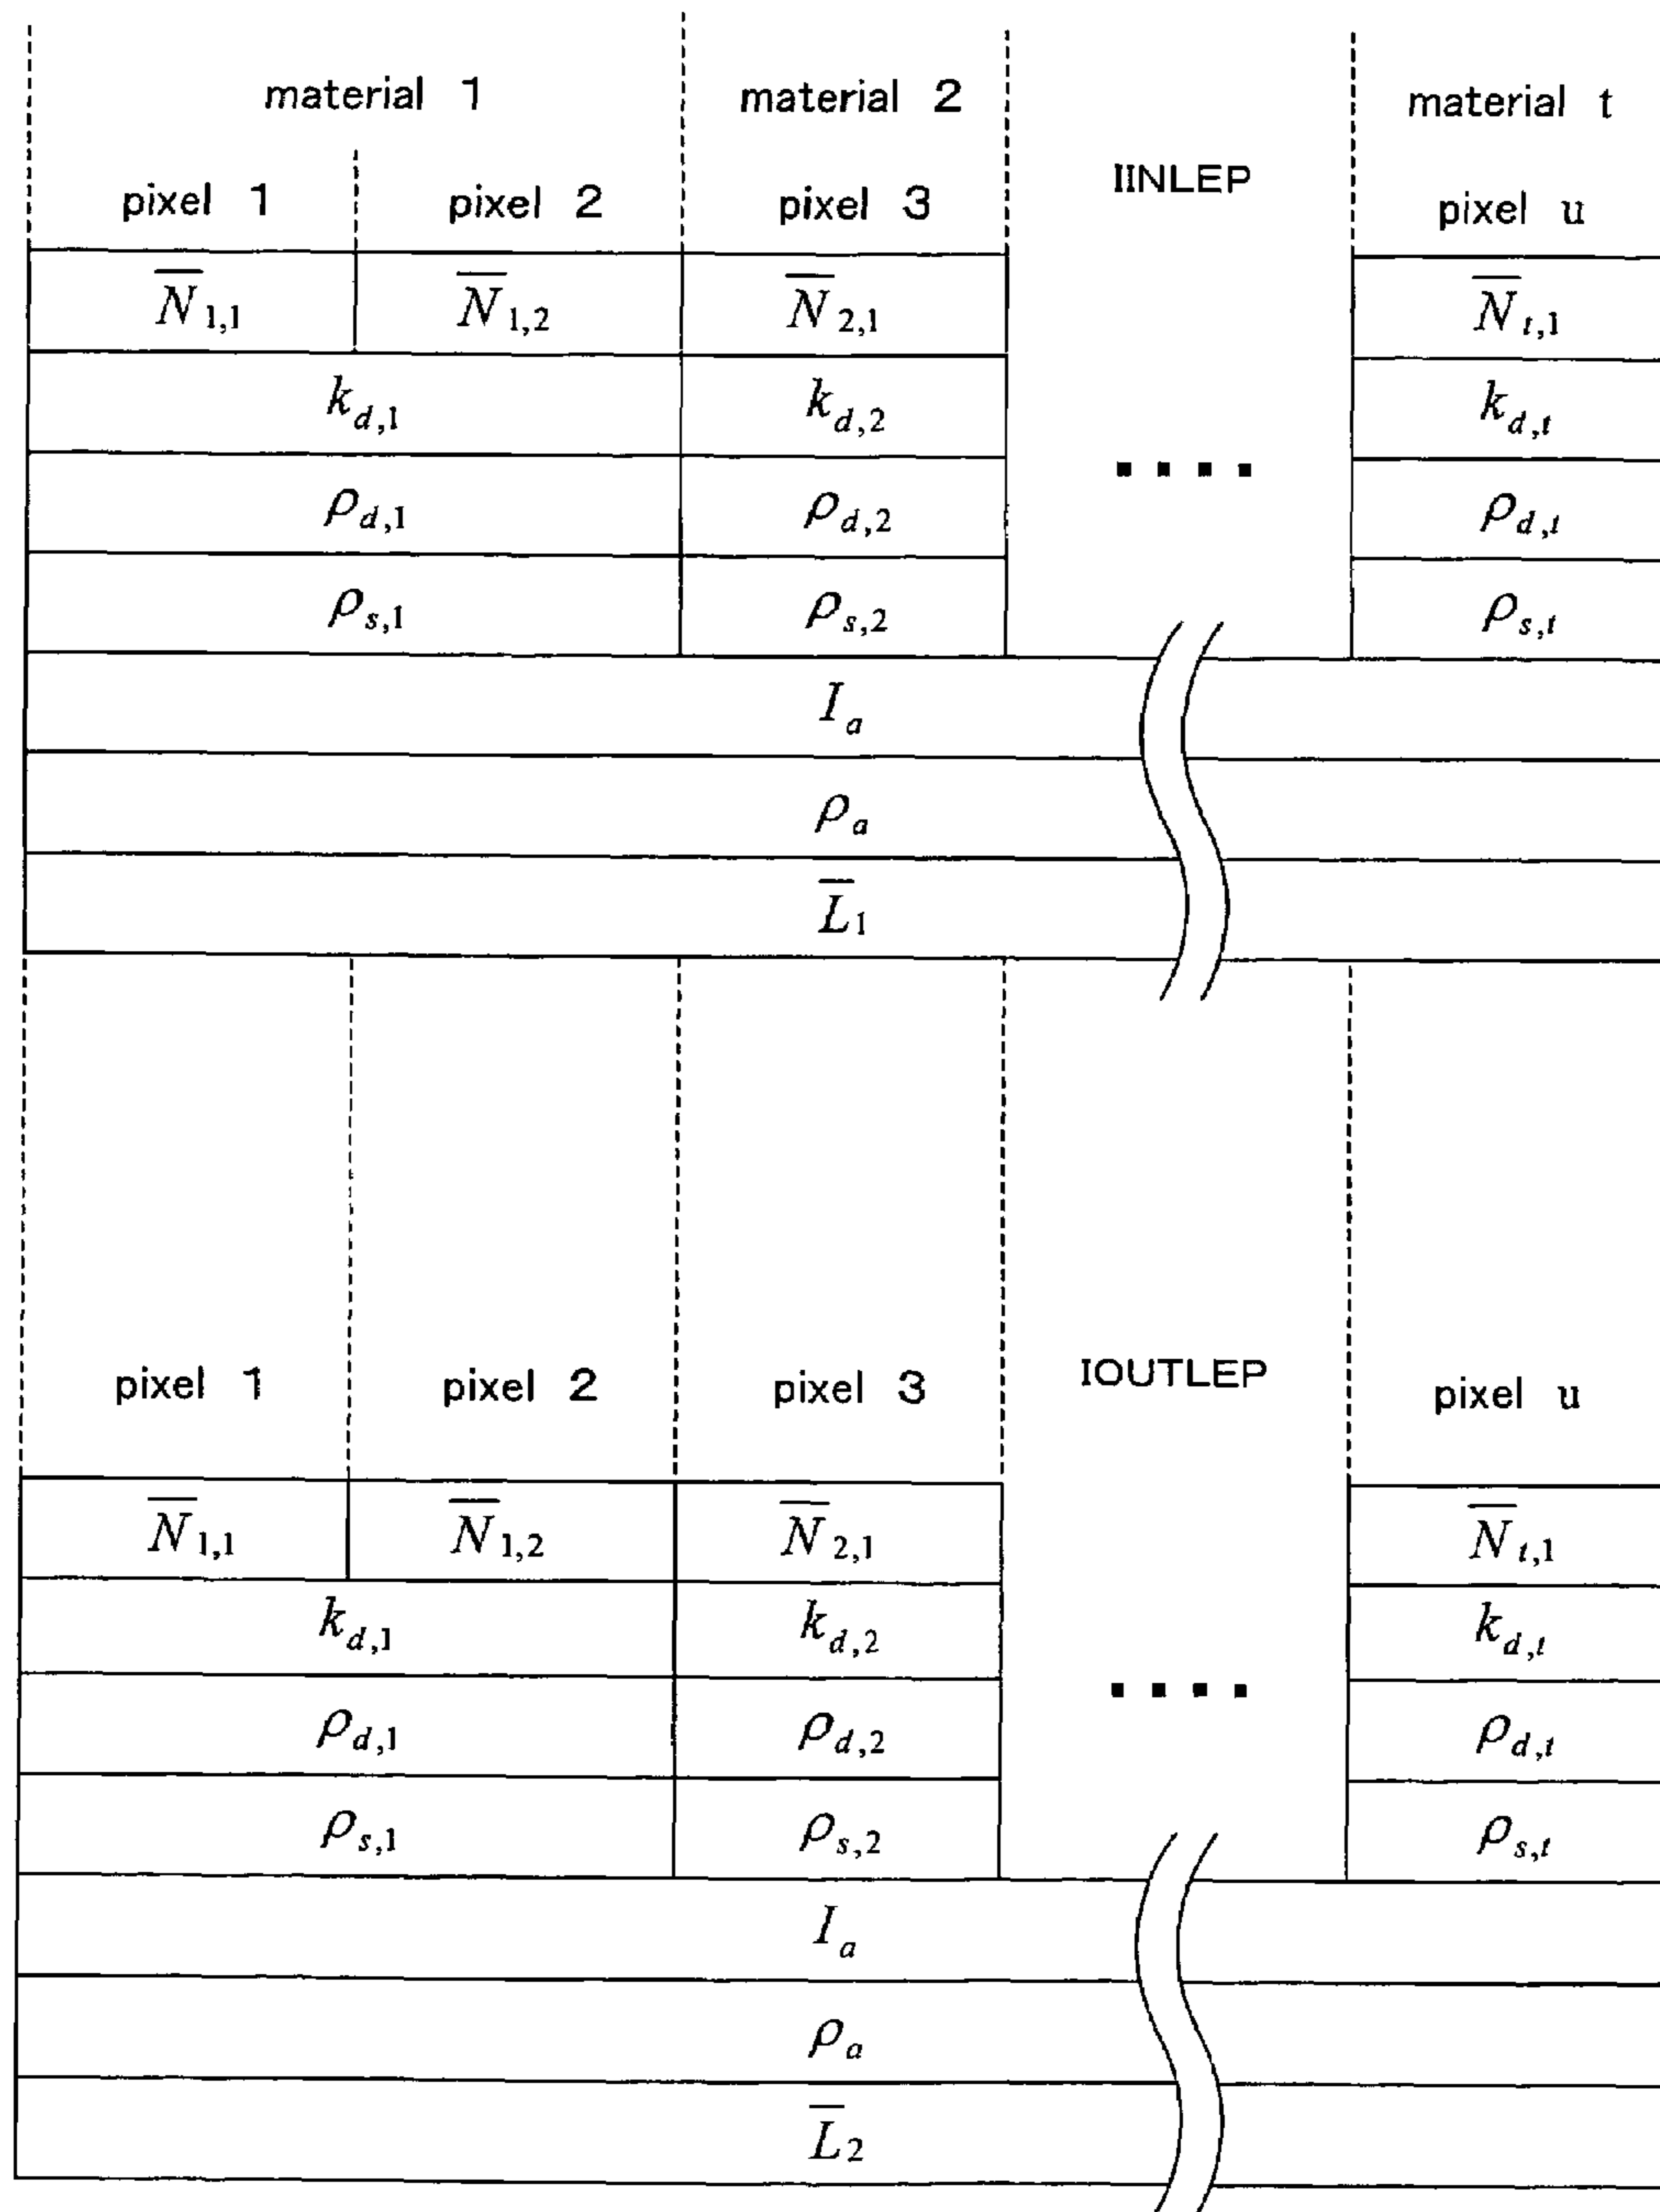 material 1 material 2 material t
IINLEP
pixel 1 pixel 2 pixel 3 pixel u
N̅1,1 N̅1,2 N̅2,1 N̅t,1
kd,1 kd,2 kd,t
ρd,1 ρd,2 ρd,t
ρs,1 ρs,2 ρs,t
Ia
ρa
L̅1
IOUTLEP
pixel 1 pixel 2 pixel 3 pixel u
N̅1,1 N̅1,2 N̅2,1 N̅t,1
kd,1 kd,2 kd,t
ρd,1 ρd,2 ρd,t
ρs,1 ρs,2 ρs,t
Ia
ρa
L̅2